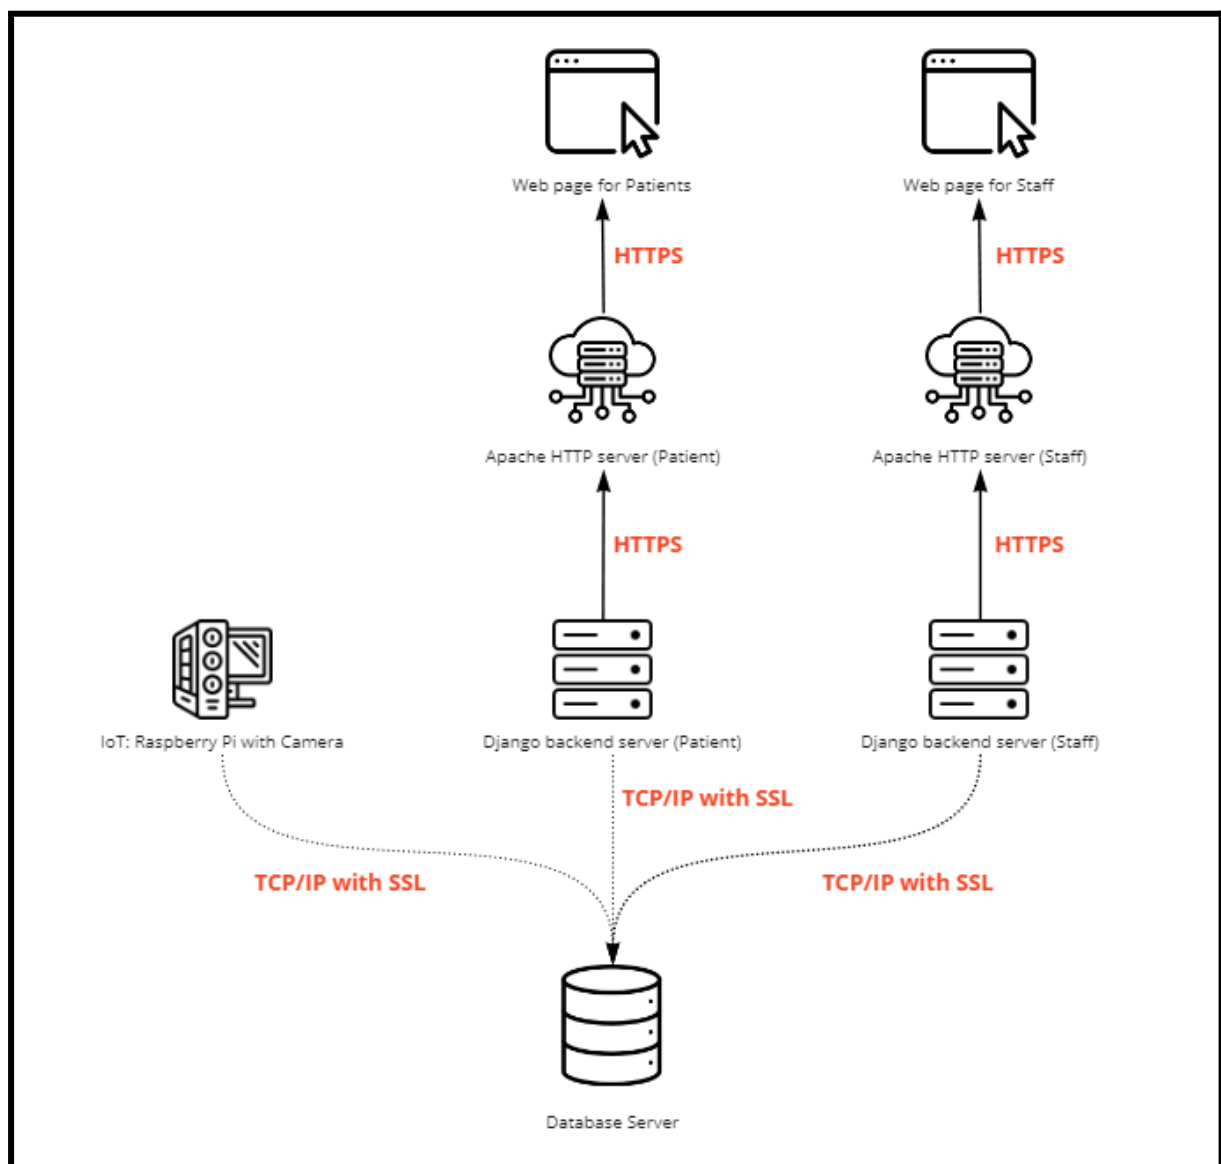 Web page for Patients
Web page for Staff
HTTPS
HTTPS
Apache HTTP server (Patient)
Apache HTTP server (Staff)
HTTPS
HTTPS
IoT: Raspberry Pi with Camera
Django backend server (Patient)
Django backend server (Staff)
TCP/IP with SSL
TCP/IP with SSL
TCP/IP with SSL
Database Server